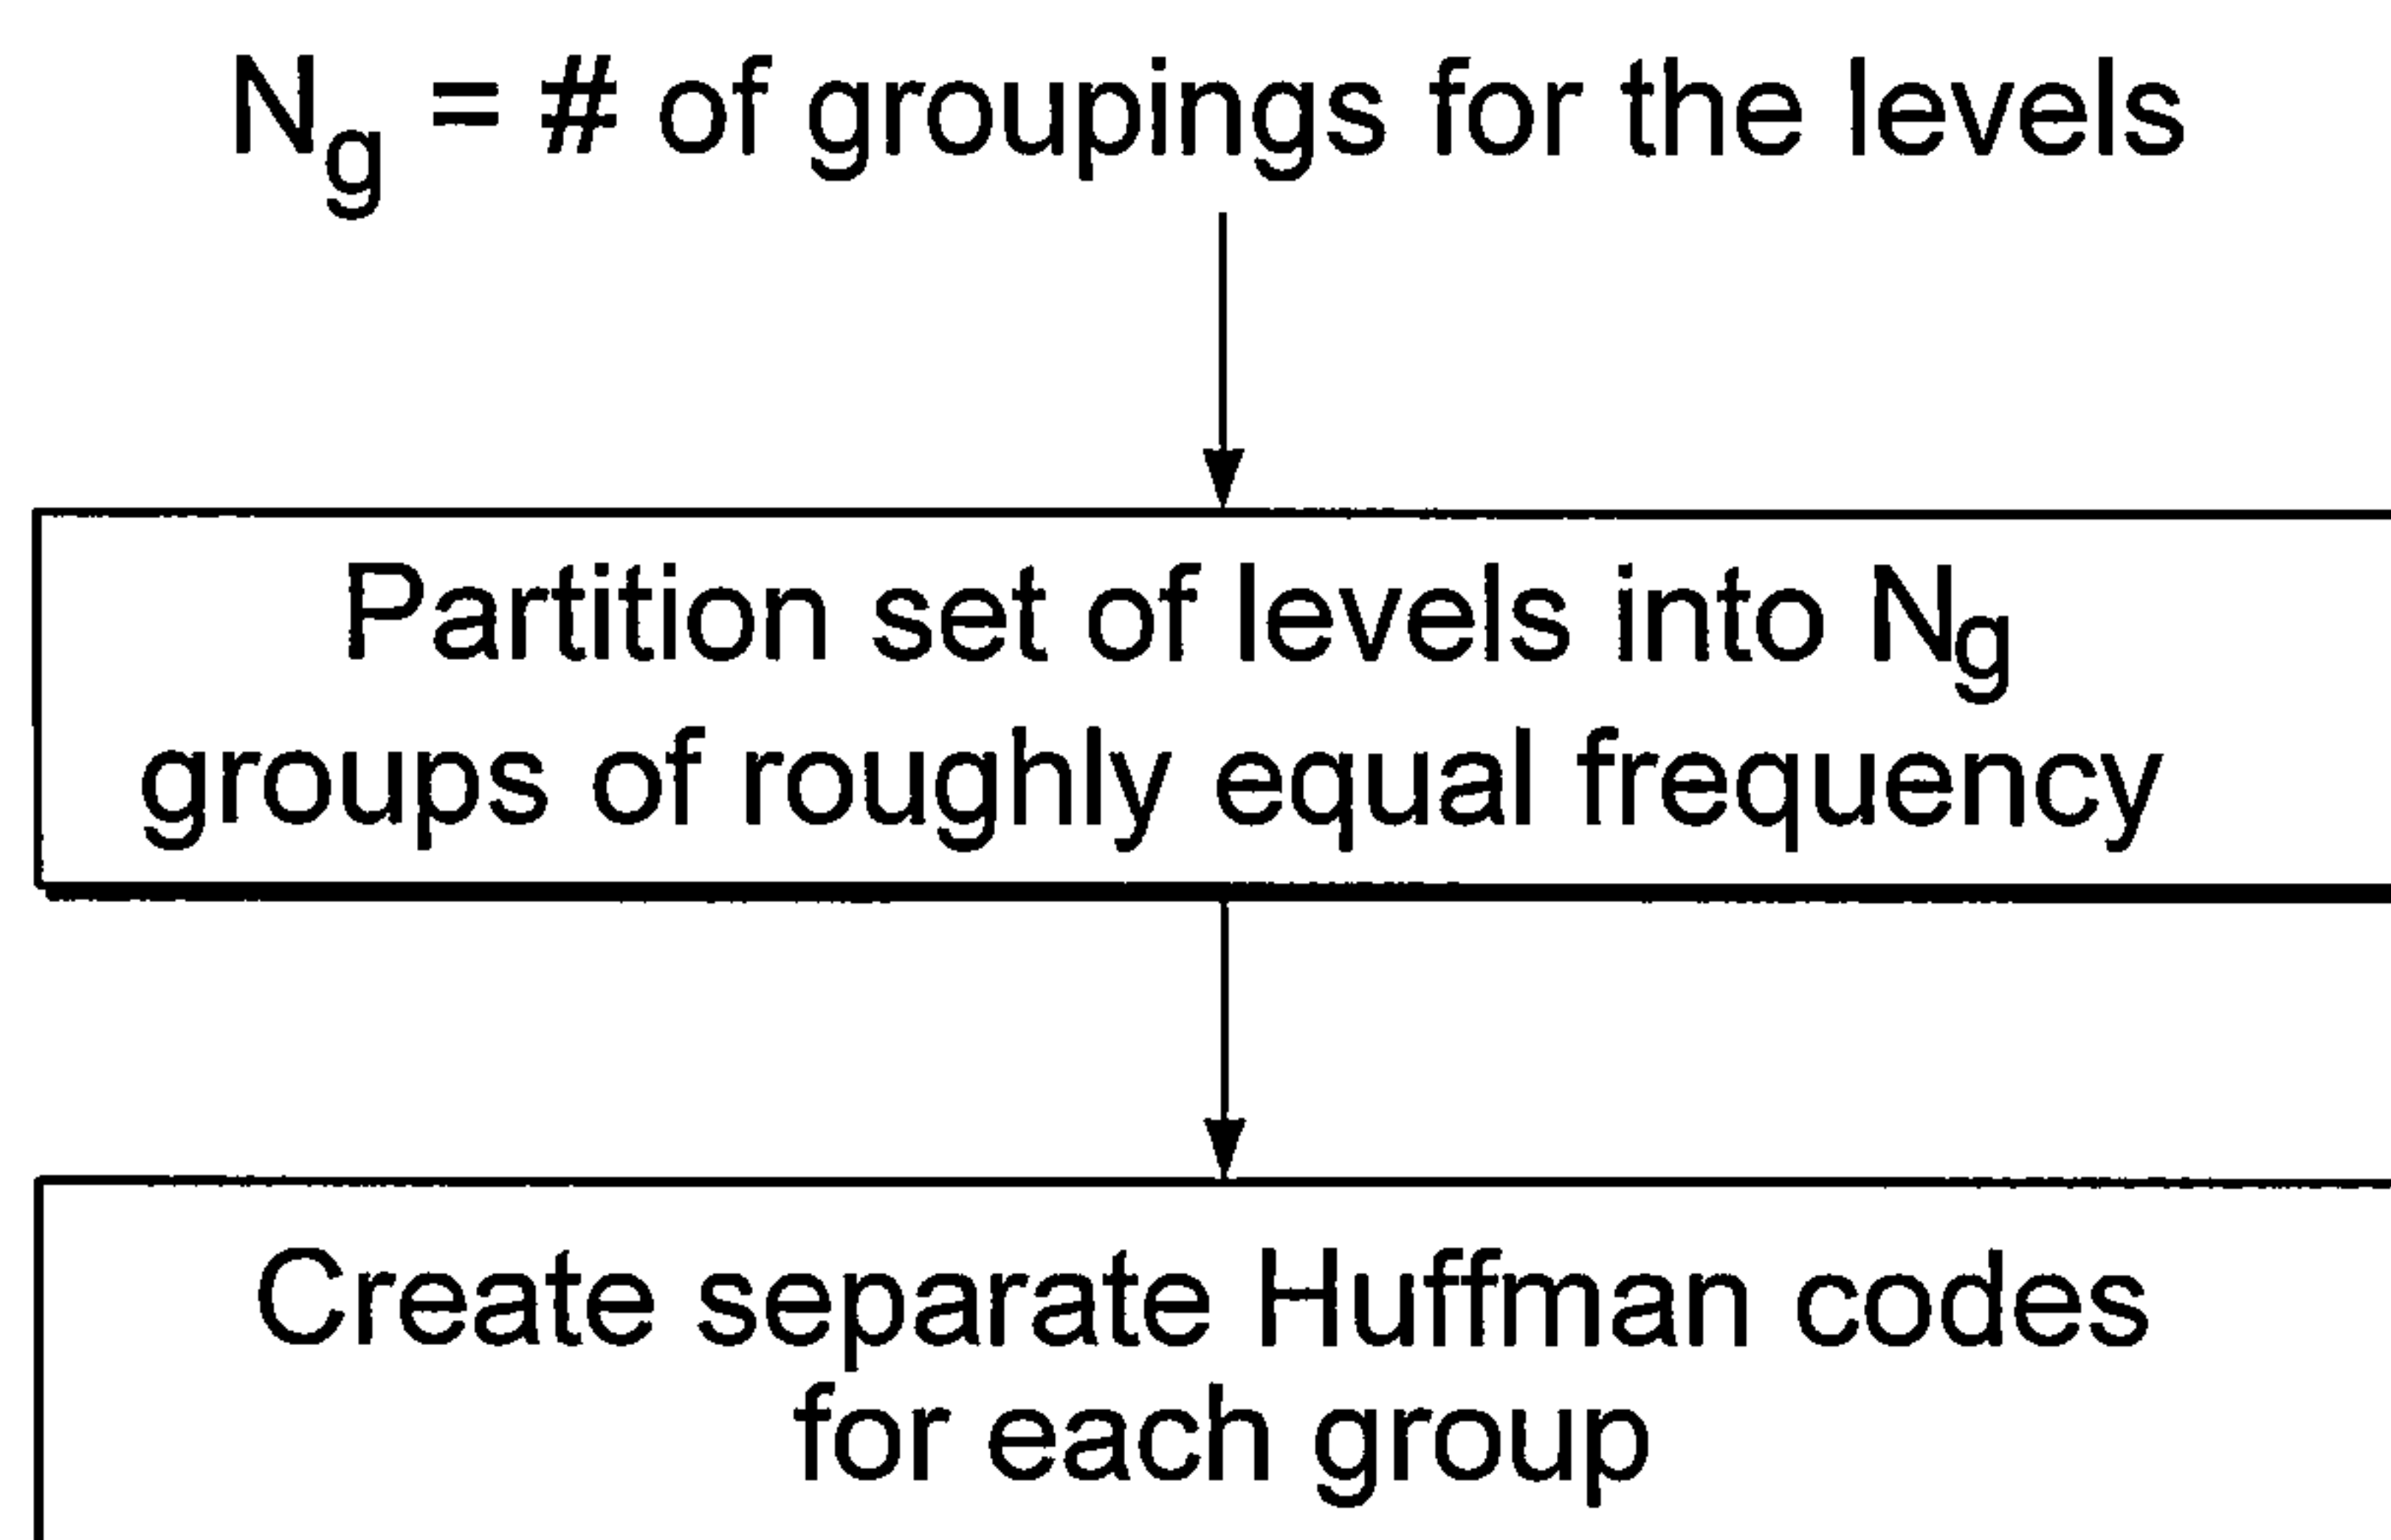 Ng = # of groupings for the levels
Partition set of levels into Ng
groups of roughly equal frequency
Create separate Huffman codes
for each group